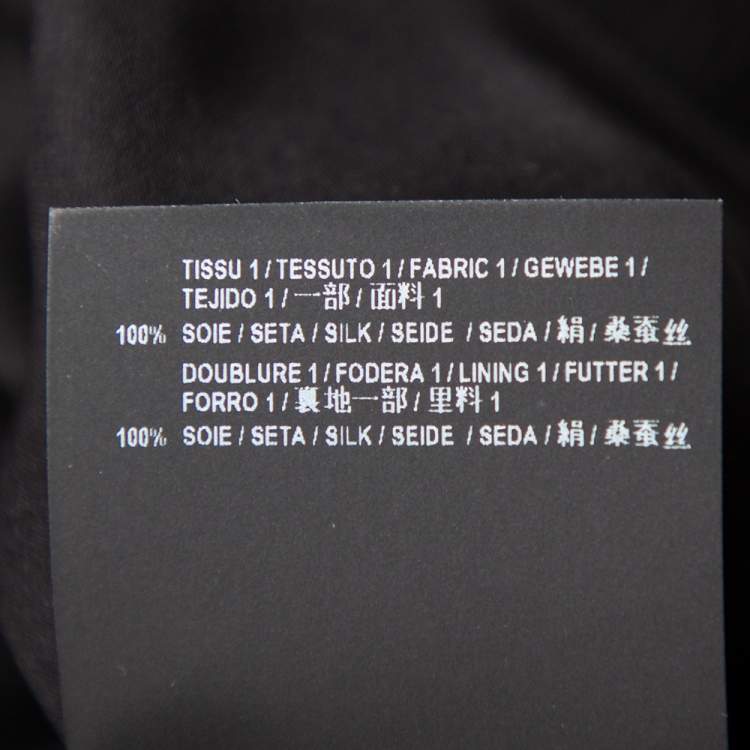 TISSU 1 / TESSUTO 1 / FABRIC 1 / GEWEBE 1 /
TEJIDO 1 / 一部 / 面料 1
100% SOIE / SETA / SILK / SEIDE / SEDA / 絹 / 桑蚕丝
DOUBLURE 1 / FODERA 1 / LINING 1 / FUTTER 1 /
FORRO 1 / 裏地一部 / 里料 1
100% SOIE / SETA / SILK / SEIDE / SEDA / 絹 / 桑蚕丝